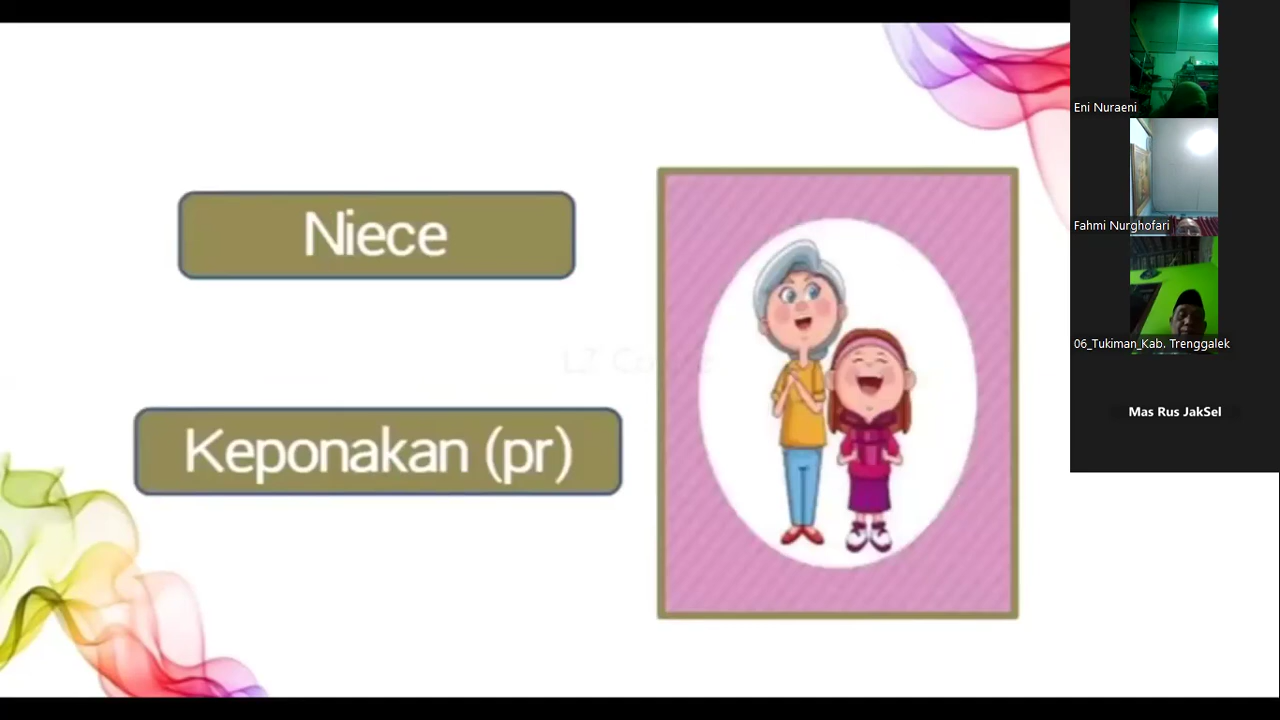 Niece
Keponakan (pr)
Eni Nuraeni
Fahmi Nurghofari
06_Tukiman_Kab. Trenggalek
Mas Rus JakSel